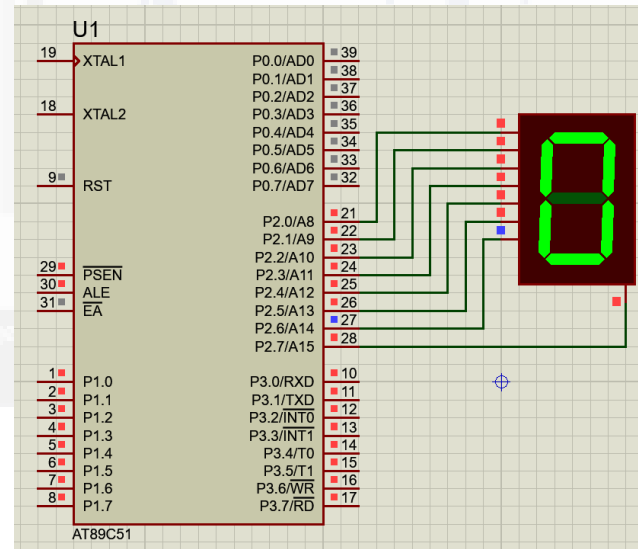 U1
19 XTAL1
18 XTAL2
9 RST
29 PSEN
30 ALE
31 EA
1 P1.0
2 P1.1
3 P1.2
4 P1.3
5 P1.4
6 P1.5
7 P1.6
8 P1.7
P0.0/AD0 39
P0.1/AD1 38
P0.2/AD2 37
P0.3/AD3 36
P0.4/AD4 35
P0.5/AD5 34
P0.6/AD6 33
P0.7/AD7 32
P2.0/A8 21
P2.1/A9 22
P2.2/A10 23
P2.3/A11 24
P2.4/A12 25
P2.5/A13 26
P2.6/A14 27
P2.7/A15 28
P3.0/RXD 10
P3.1/TXD 11
P3.2/INT0 12
P3.3/INT1 13
P3.4/T0 14
P3.5/T1 15
P3.6/WR 16
P3.7/RD 17
AT89C51
0